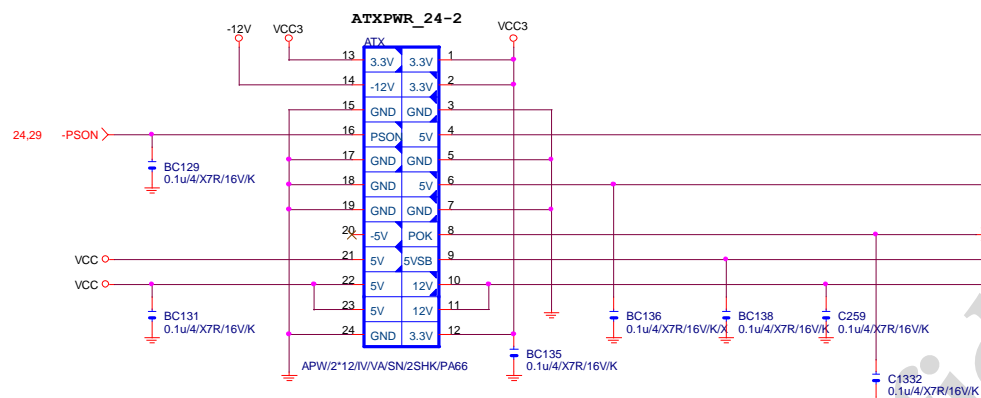 ATXPWR_24-2
-12V
VCC3
VCC3
ATX
13 3.3V 3.3V 1
14 -12V 3.3V 2
15 GND GND 3
24,29 -PSON 16 PSON 5V 4
17 GND GND 5
18 GND 5V 6
19 GND GND 7
20 -5V POK 8
VCC 21 5V 5VSB 9
VCC 22 5V 12V 10
23 5V 12V 11
24 GND 3.3V 12
BC129
0.1u/4/X7R/16V/K
BC131
0.1u/4/X7R/16V/K
BC136
0.1u/4/X7R/16V/K/X
BC138
0.1u/4/X7R/16V/K
C259
0.1u/4/X7R/16V/K
BC135
0.1u/4/X7R/16V/K
APW/2*12/IV/VA/SN/2SHK/PA66
C1332
0.1u/4/X7R/16V/K